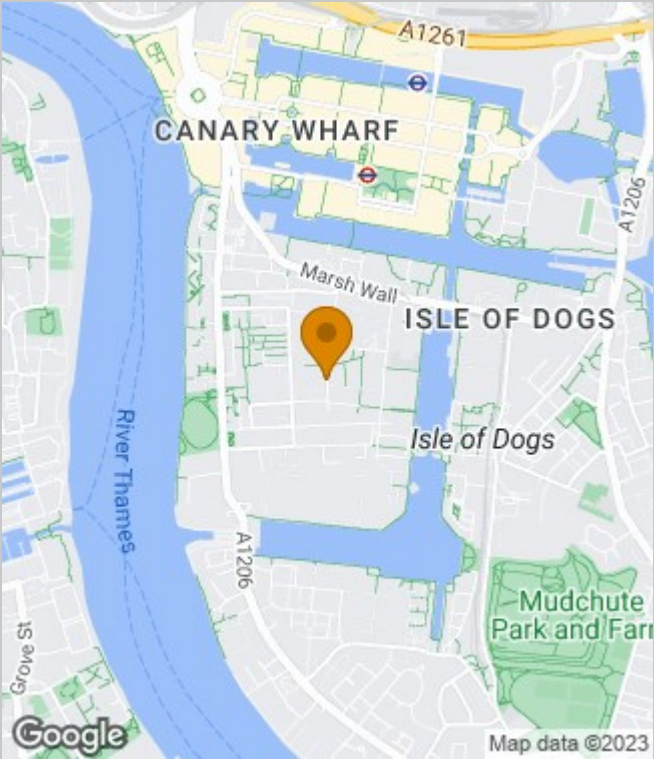 A1261
CANARY WHARF
A1206
Marsh Wall
ISLE OF DOGS
Isle of Dogs
River Thames
A1206
Mudchute
Park and Farm
Grove St
Google
Map data ©2023